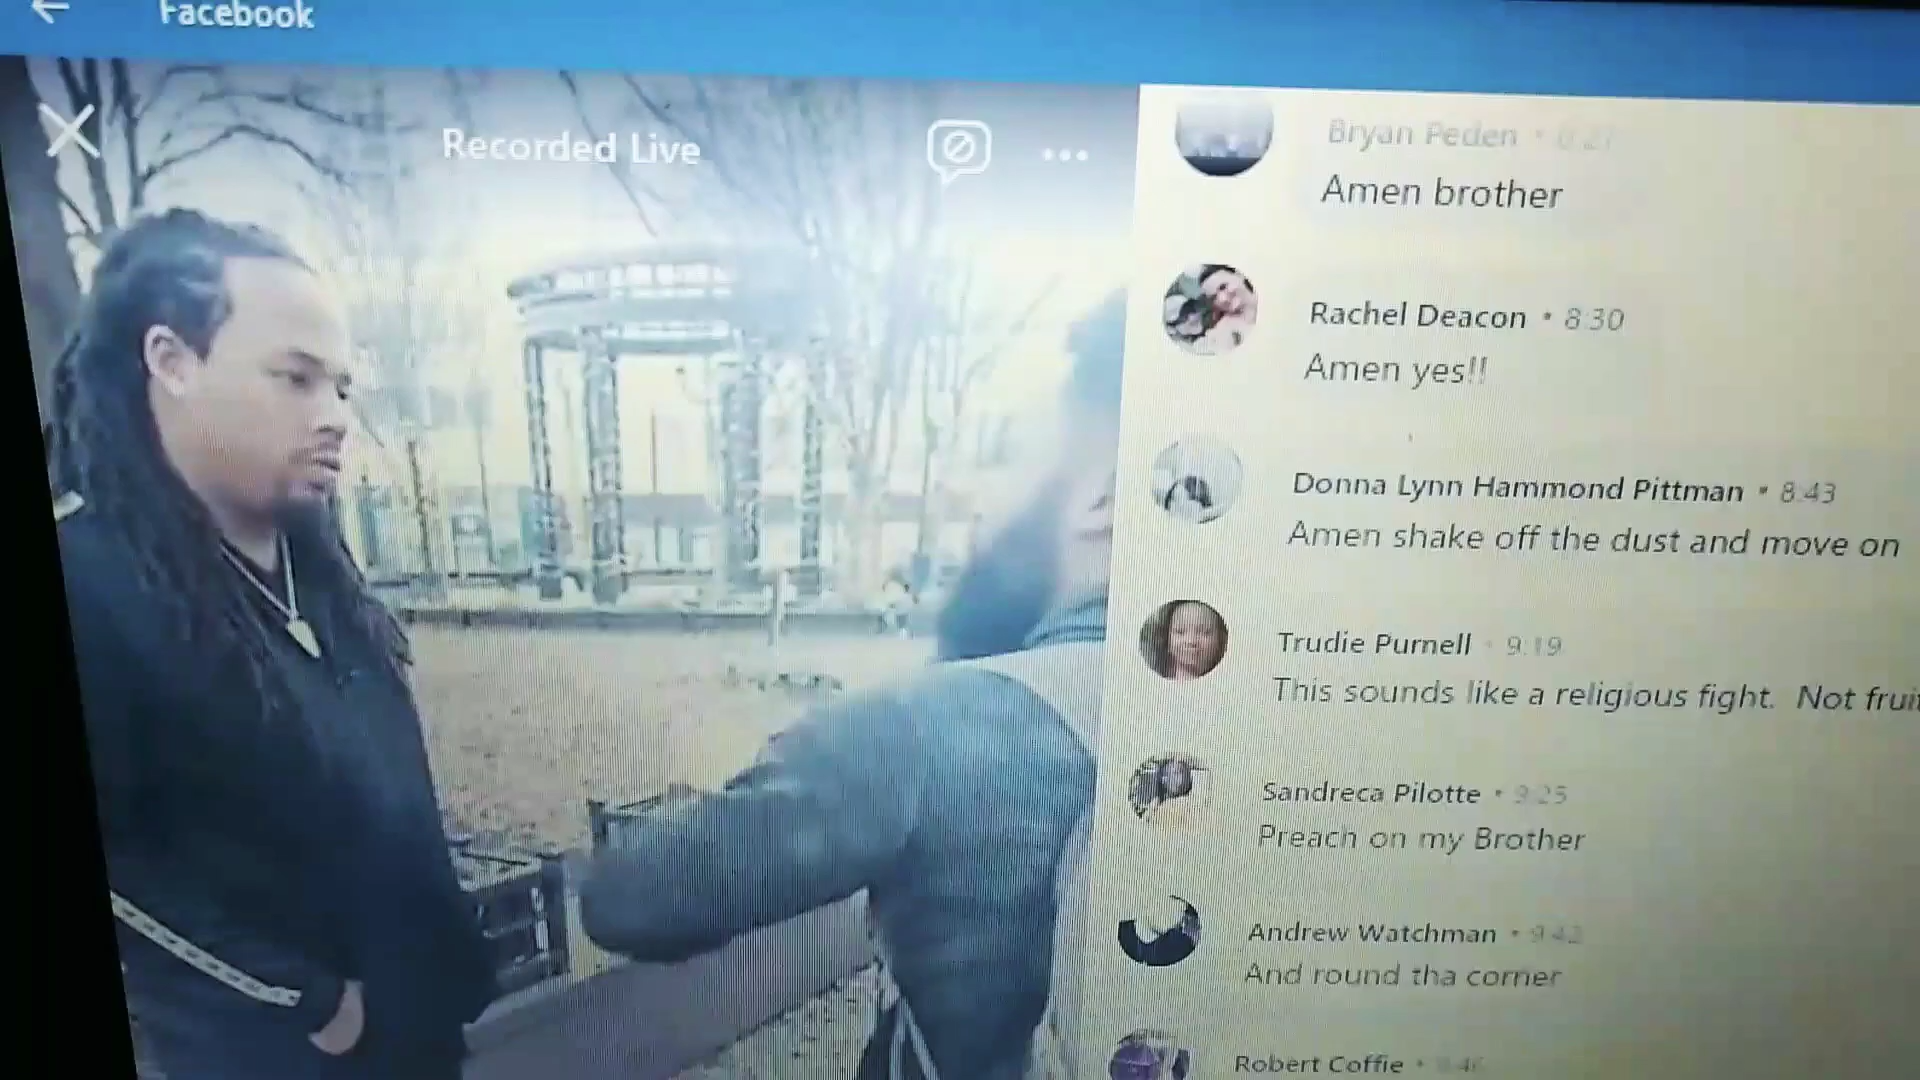 Facebook
Recorded Live
Bryan Peden
Amen brother
Rachel Deacon • 8:30
Amen yes!!
Donna Lynn Hammond Pittman • 8:43
Amen shake off the dust and move on
Trudie Purnell • 9:19
This sounds like a religious fight. Not fruit
Sandreca Pilotte • 9:25
Preach on my Brother
Andrew Watchman • 9:42
And round tha corner
Robert Coffie